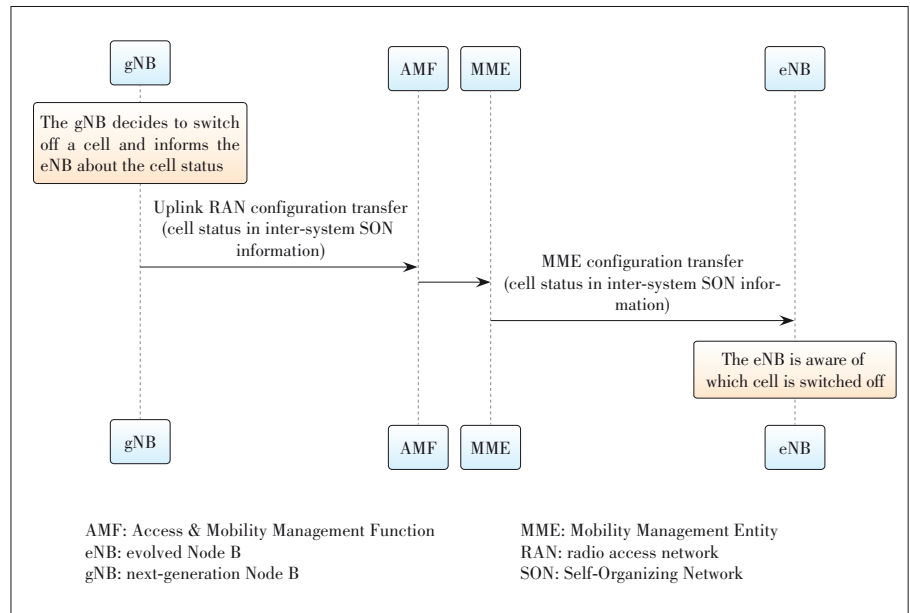 gNB
AMF
MME
eNB
The gNB decides to switch
off a cell and informs the
eNB about the cell status
Uplink RAN configuration transfer
(cell status in inter-system SON
information)
MME configuration transfer
(cell status in inter-system SON infor-
mation)
The eNB is aware of
which cell is switched off
gNB
AMF
MME
eNB
AMF: Access & Mobility Management Function
eNB: evolved Node B
gNB: next-generation Node B
MME: Mobility Management Entity
RAN: radio access network
SON: Self-Organizing Network